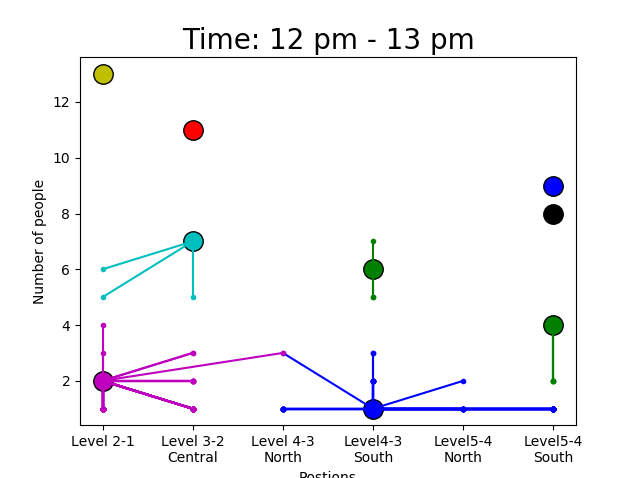 Time: 12 pm - 13 pm
Number of people
12
10
8
6
4
2
Level 2-1
Level 3-2
Central
Level 4-3
North
Level4-3
South
Level5-4
North
Level5-4
South
Postions